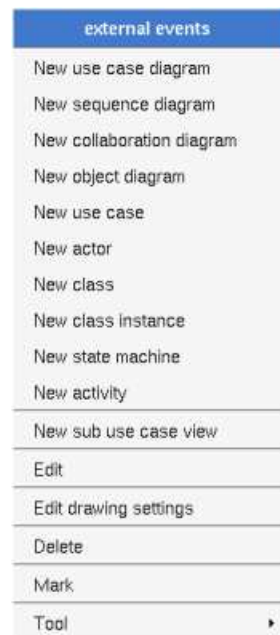 external events
New use case diagram
New sequence diagram
New collaboration diagram
New object diagram
New use case
New actor
New class
New class instance
New state machine
New activity
New sub use case view
Edit
Edit drawing settings
Delete
Mark
Tool